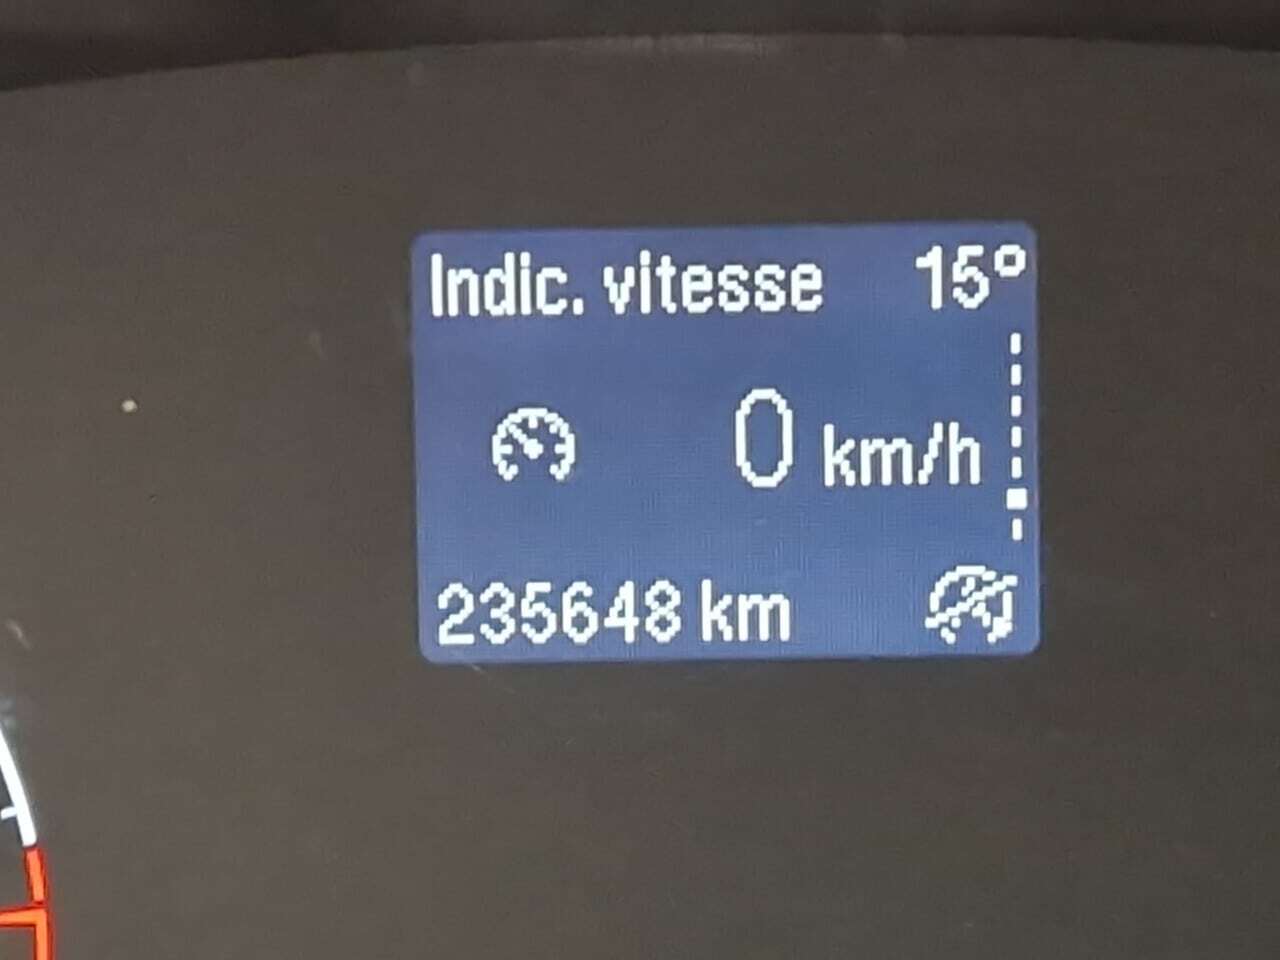 Indic. vitesse 15°
0 km/h
235648 km